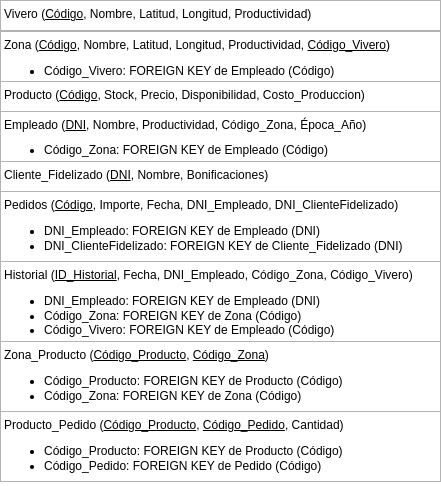 Vivero (Código, Nombre, Latitud, Longitud, Productividad)
Zona (Código, Nombre, Latitud, Longitud, Productividad, Código_Vivero)
• Código_Vivero: FOREIGN KEY de Empleado (Código)
Producto (Código, Stock, Precio, Disponibilidad, Costo_Produccion)
Empleado (DNI, Nombre, Productividad, Código_Zona, Época_Año)
• Código_Zona: FOREIGN KEY de Empleado (Código)
Cliente_Fidelizado (DNI, Nombre, Bonificaciones)
Pedidos (Código, Importe, Fecha, DNI_Empleado, DNI_ClienteFidelizado)
• DNI_Empleado: FOREIGN KEY de Empleado (DNI)
• DNI_ClienteFidelizado: FOREIGN KEY de Cliente_Fidelizado (DNI)
Historial (ID_Historial, Fecha, DNI_Empleado, Código_Zona, Código_Vivero)
• DNI_Empleado: FOREIGN KEY de Empleado (DNI)
• Código_Zona: FOREIGN KEY de Zona (Código)
• Código_Vivero: FOREIGN KEY de Empleado (Código)
Zona_Producto (Código_Producto, Código_Zona)
• Código_Producto: FOREIGN KEY de Producto (Código)
• Código_Zona: FOREIGN KEY de Zona (Código)
Producto_Pedido (Código_Producto, Código_Pedido, Cantidad)
• Código_Producto: FOREIGN KEY de Producto (Código)
• Código_Pedido: FOREIGN KEY de Pedido (Código)